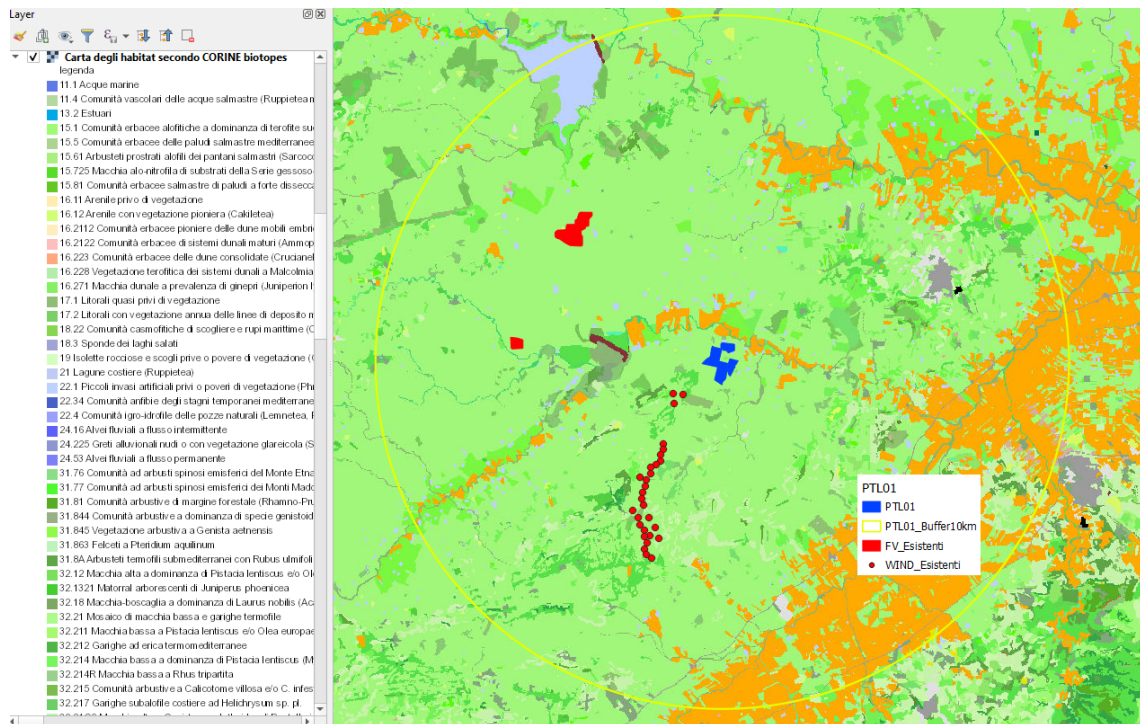 Layer
Carta degli habitat secondo CORINE biotopes
legenda
11.1 Acque marine
11.4 Comunità vascolari delle acque salmastre (Ruppietea m
13.2 Estuari
15.1 Comunità erbacee alofitiche a dominanza di terofite suc
15.5 Comunità erbacee delle paludi salmastre mediterranee
15.61 Arbusteti prostrati alofili dei pantani salmastri (Sarcoco
15.725 Macchia alo-nitrofila di substrati della Serie gessoso-
15.81 Comunità erbacee salmastre di paludi a forte dissecca
16.11 Arenile privo di vegetazione
16.12 Arenile con vegetazione pioniera (Cakiletea)
16.2112 Comunità erbacee pioniere delle dune mobili embri
16.2122 Comunità erbacee di sistemi dunali maturi (Ammop
16.223 Comunità erbacee delle dune consolidate (Crucianel
16.228 Vegetazione terofitica dei sistemi dunali a Malcolmia
16.271 Macchia dunale a prevalenza di ginepri (Juniperion l
17.1 Litorali quasi privi di vegetazione
17.2 Litorali con vegetazione annua delle linee di deposito m
18.22 Comunità casmofitiche di scogliere e rupi marittime (C
18.3 Sponde dei laghi salati
19 Isolette rocciose e scogli prive o povere di vegetazione (C
21 Lagune costiere (Ruppietea)
22.1 Piccoli invasi artificiali privi o poveri di vegetazione (Phr
22.34 Comunità anfibie degli stagni temporanei mediterrane
22.4 Comunità igro-idrofile delle pozze naturali (Lemnetea, F
24.16 Alvei fluviali a flusso intermittente
24.225 Greti alluvionali nudi o con vegetazione glareicola (S
24.53 Alvei fluviali a flusso permanente
31.76 Comunità ad arbusti spinosi emisferici del Monte Etna
31.77 Comunità ad arbusti spinosi emisferici dei Monti Mado
31.81 Comunità arbustive di margine forestale (Rhamno-Pru
31.844 Comunità arbustive a dominanza di specie genistoid
31.845 Vegetazione arbustiva a Genista aetnensis
31.863 Felceti a Pteridium aquilinum
31.8A Arbusteti termofili submediterranei con Rubus ulmifoli
32.12 Macchia alta a dominanza di Pistacia lentiscus e/o Ol
32.1321 Matorral arborescenti di Juniperus phoenicea
32.18 Macchia-boscaglia a dominanza di Laurus nobilis (Aca
32.21 Mosaico di macchia bassa e garighe termofile
32.211 Macchia bassa a Pistacia lentiscus e/o Olea europae
32.212 Garighe ad erica termomediterranee
32.214 Macchia bassa a dominanza di Pistacia lentiscus (M
32.214R Macchia bassa a Rhus tripartita
32.215 Comunità arbustive a Calicotome villosa e/o C. infes
32.217 Garighe subalofile costiere ad Helichrysum sp. pl.
PTL01
PTL01
PTL01_Buffer10km
FV_Esistenti
WIND_Esistenti